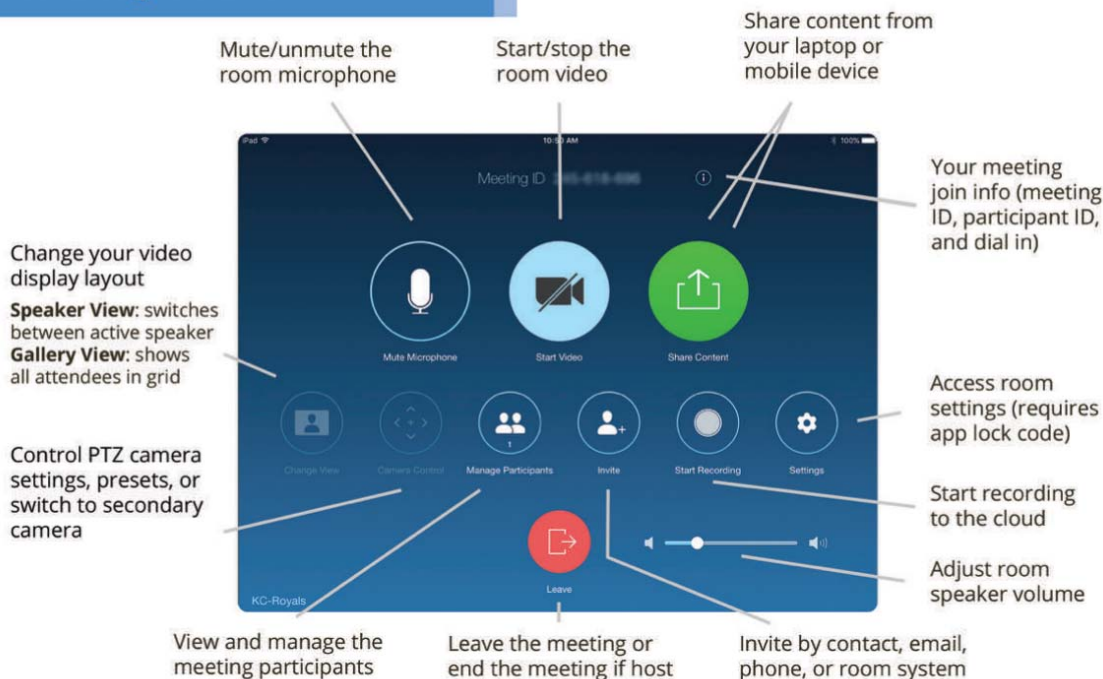 Mute/unmute the
room microphone
Start/stop the
room video
Share content from
your laptop or
mobile device
iPad
AM
100%
Meeting ID
Your meeting
join info (meeting
ID, participant ID,
and dial in)
Change your video
display layout
Speaker View: switches
between active speaker
Gallery View: shows
all attendees in grid
Mute Microphone
Start Video
Share Content
Access room
settings (requires
app lock code)
Control PTZ camera
settings, presets, or
switch to secondary
camera
1
Change View
Camera Control
Manage Participants
Invite
Start Recording
Settings
Start recording
to the cloud
Leave
Adjust room
speaker volume
KC-Royals
View and manage the
meeting participants
Leave the meeting or
end the meeting if host
Invite by contact, email,
phone, or room system